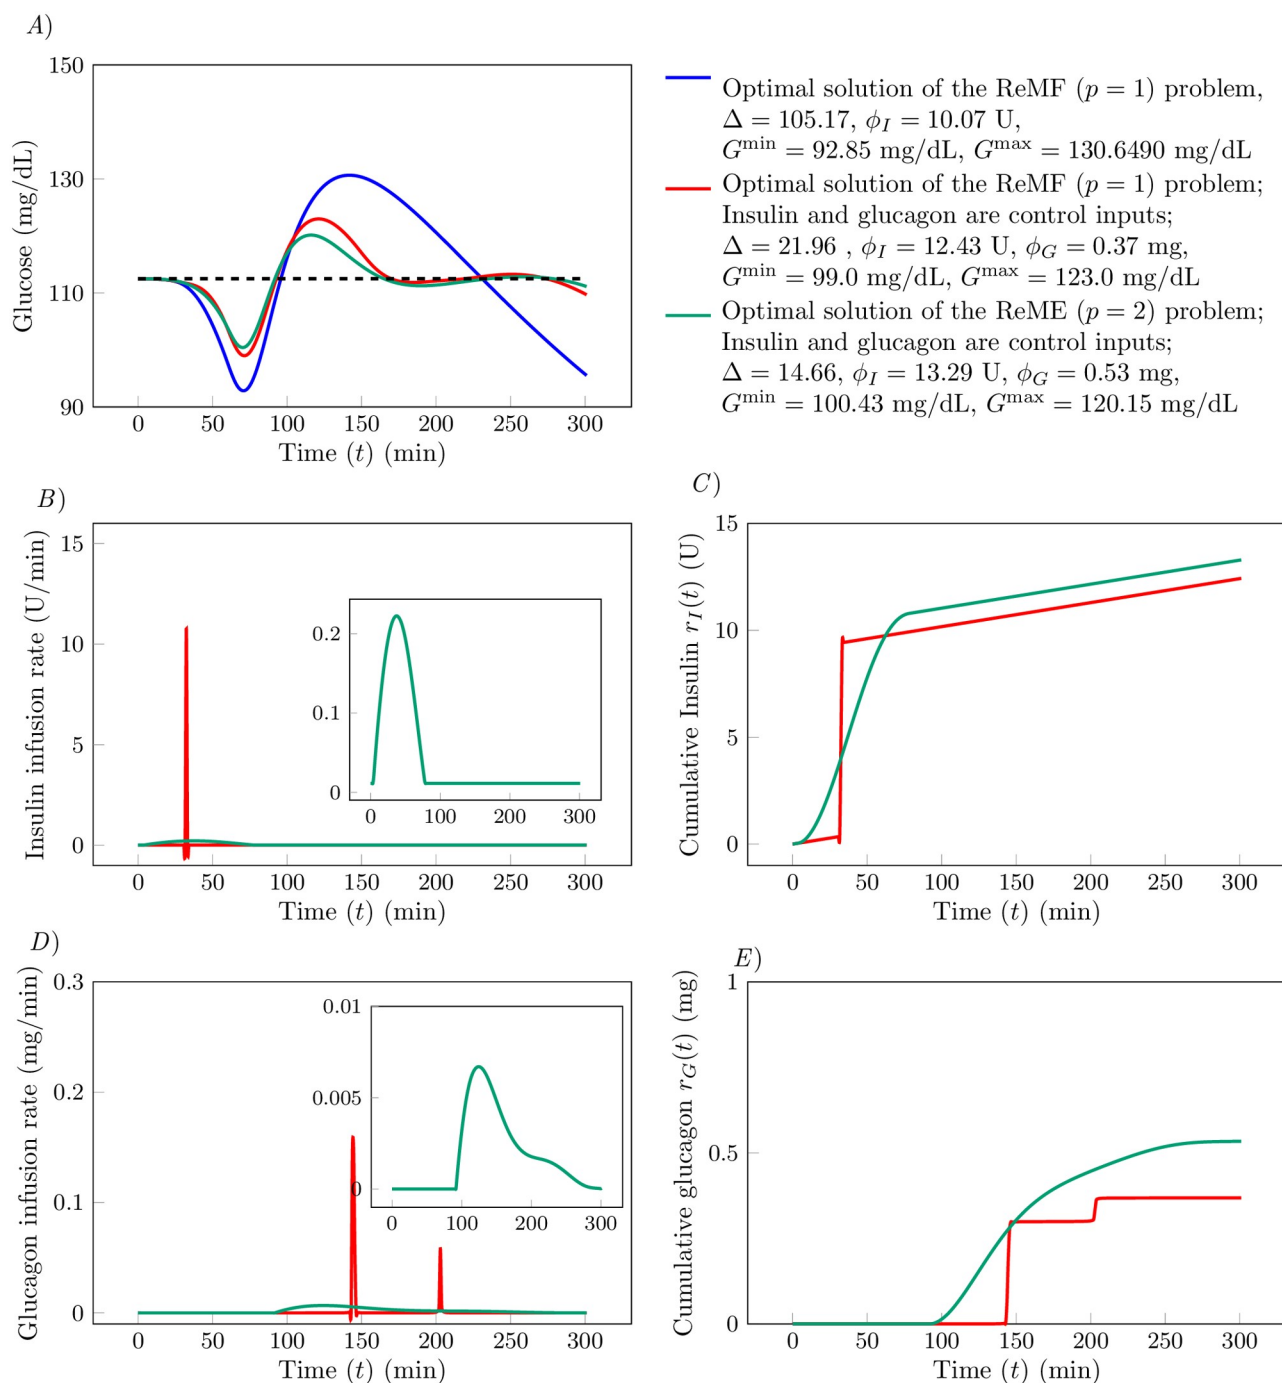 A)
150
130
110
90
Glucose (mg/dL)
0 50 100 150 200 250 300
Time (t) (min)
Optimal solution of the ReMF (p = 1) problem,
Δ = 105.17, ϕ_I = 10.07 U,
G^min = 92.85 mg/dL, G^max = 130.6490 mg/dL
Optimal solution of the ReMF (p = 1) problem;
Insulin and glucagon are control inputs;
Δ = 21.96 , ϕ_I = 12.43 U, ϕ_G = 0.37 mg,
G^min = 99.0 mg/dL, G^max = 123.0 mg/dL
Optimal solution of the ReME (p = 2) problem;
Insulin and glucagon are control inputs;
Δ = 14.66, ϕ_I = 13.29 U, ϕ_G = 0.53 mg,
G^min = 100.43 mg/dL, G^max = 120.15 mg/dL
B)
15
10
5
0
Insulin infusion rate (U/min)
0 50 100 150 200 250 300
Time (t) (min)
0.2
0.1
0
0 100 200 300
C)
15
10
5
0
Cumulative Insulin r_I(t) (U)
0 50 100 150 200 250 300
Time (t) (min)
D)
0.3
0.2
0.1
0
Glucagon infusion rate (mg/min)
0 50 100 150 200 250 300
Time (t) (min)
0.01
0.005
0
0 100 200 300
E)
1
0.5
0
Cumulative glucagon r_G(t) (mg)
0 50 100 150 200 250 300
Time (t) (min)